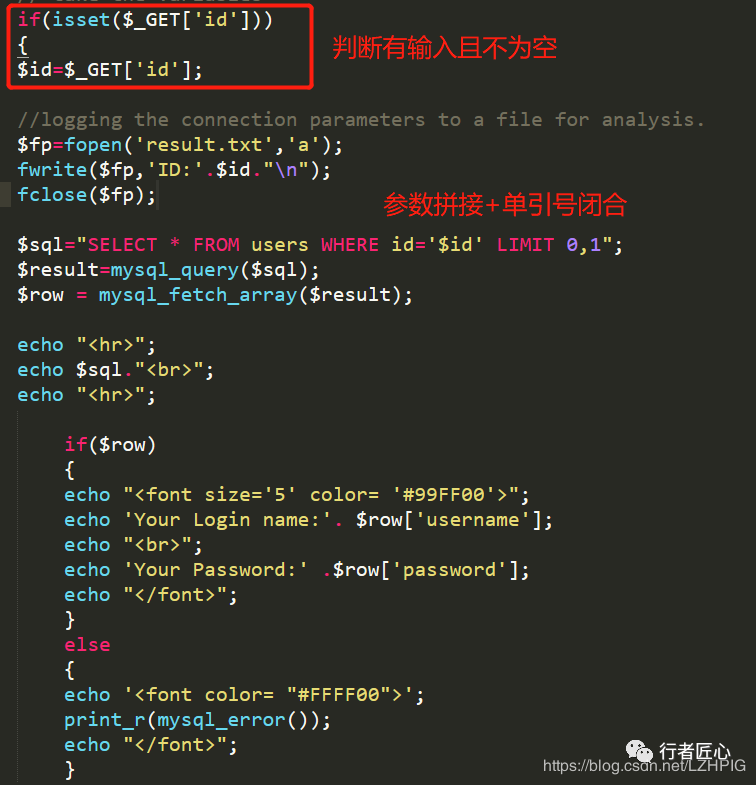 if(isset($_GET['id']))
判断有输入且不为空
{
$id=$_GET['id'];
//logging the connection parameters to a file for analysis.
$fp=fopen('result.txt','a');
fwrite($fp,'ID:'.$id."\n");
fclose($fp);
参数拼接+单引号闭合
$sql="SELECT * FROM users WHERE id='$id' LIMIT 0,1";
$result=mysql_query($sql);
$row = mysql_fetch_array($result);
echo "<hr>";
echo $sql."<br>";
echo "<hr>";
if($row)
{
echo "<font size='5' color= '#99FF00'>";
echo 'Your Login name:'. $row['username'];
echo "<br>";
echo 'Your Password:' .$row['password'];
echo "</font>";
}
else
{
echo '<font color= "#FFFF00">';
print_r(mysql_error());
echo "</font>";
}
行者匠心
https://blog.csdn.net/LZHPIG